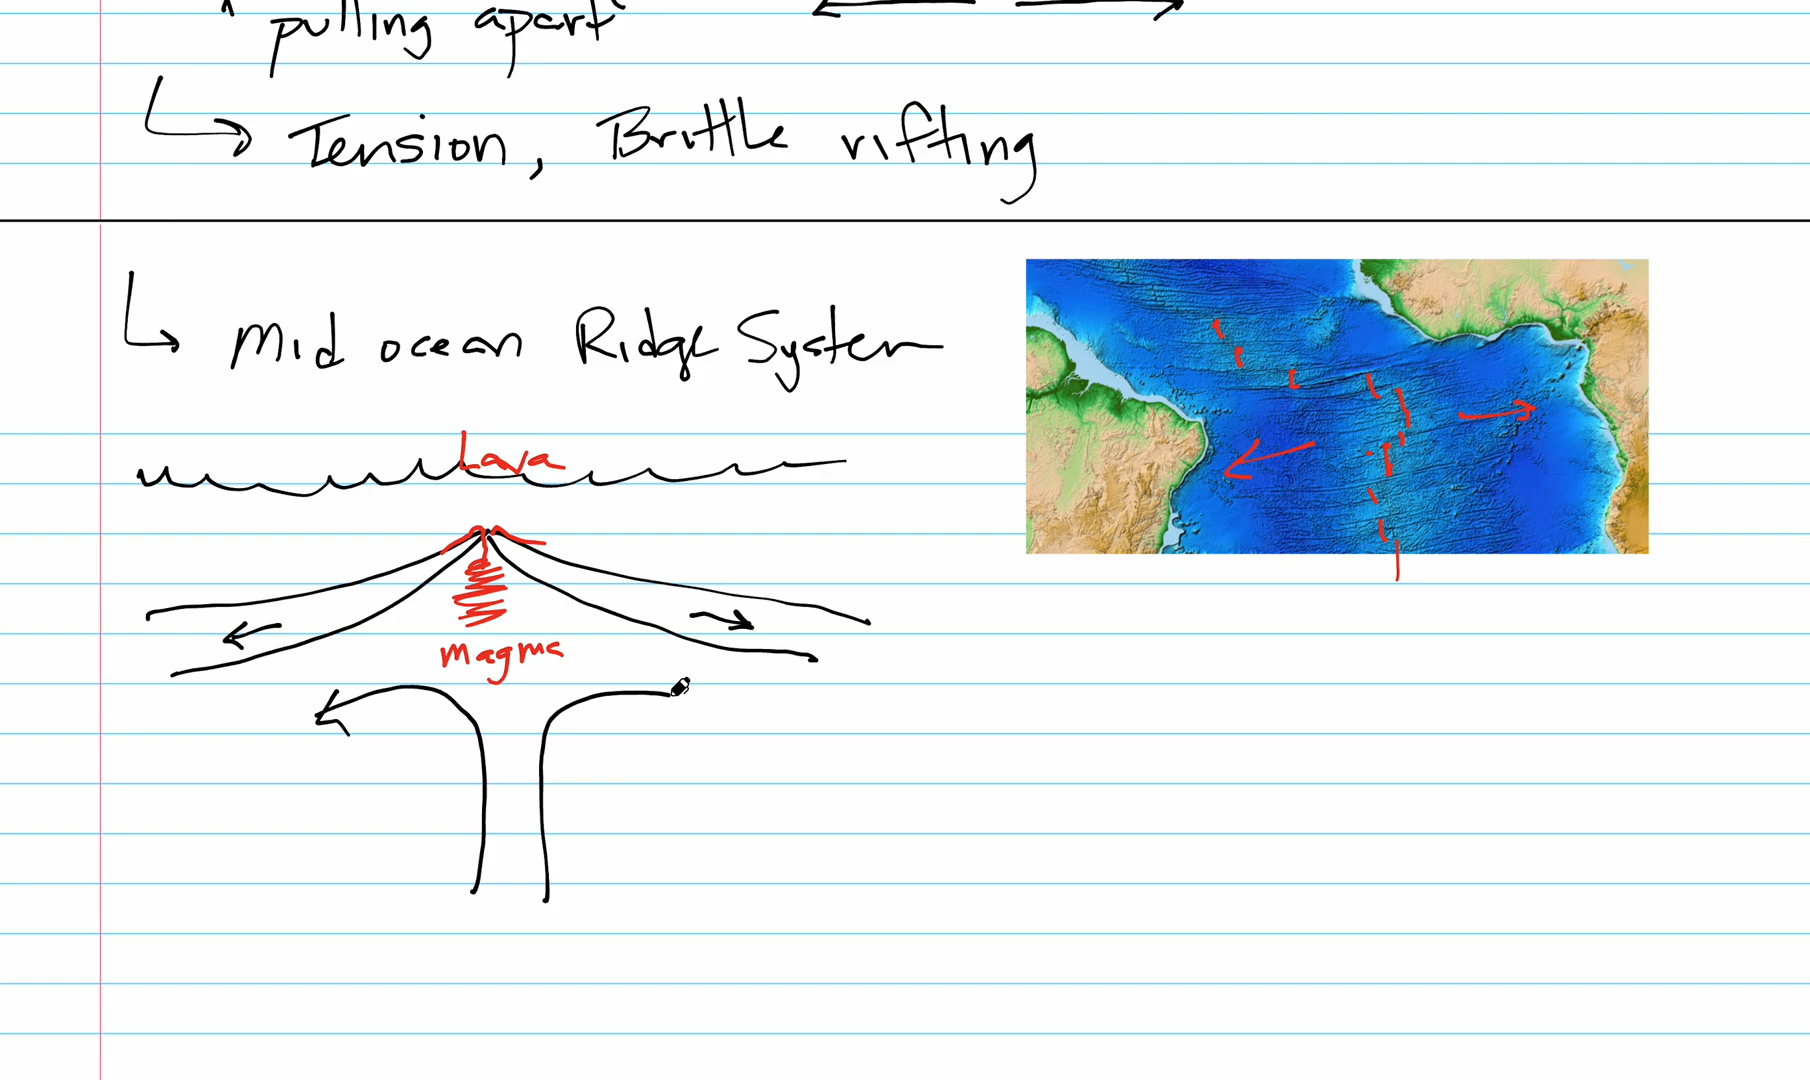 "pulling apart"
Tension, Brittle rifting
Mid ocean Ridge System
Lava
Magma